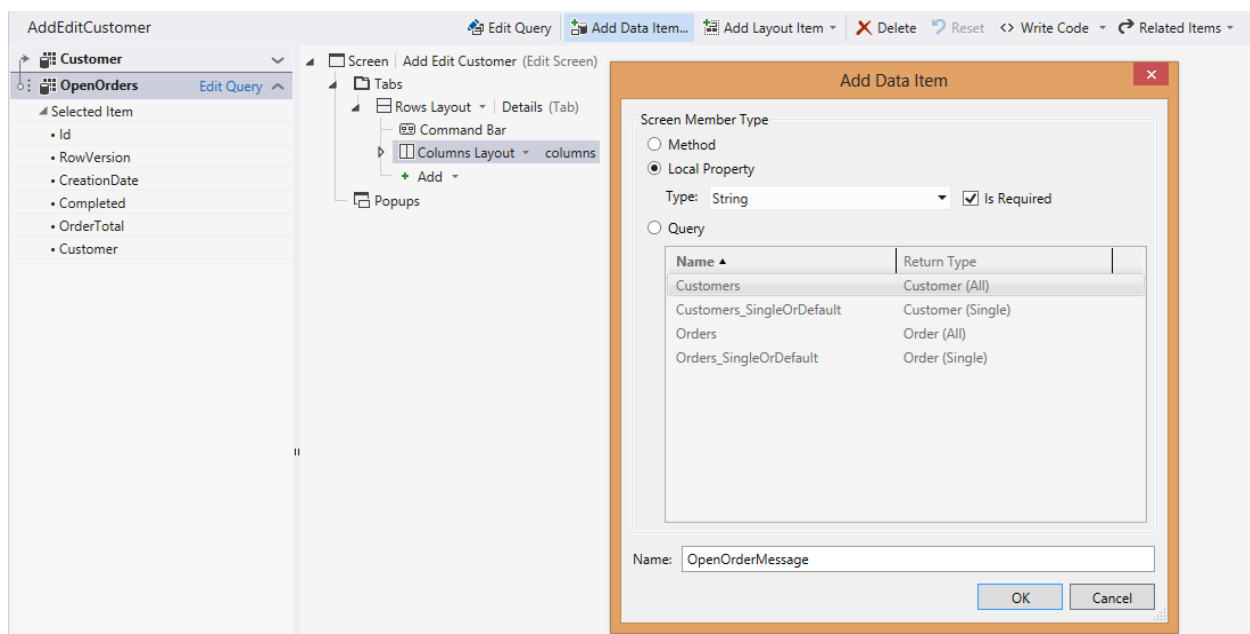 AddEditCustomer
Edit Query
Add Data Item...
Add Layout Item
Delete
Reset
<> Write Code
Related Items
Customer
OpenOrders Edit Query
Selected Item
Id
RowVersion
CreationDate
Completed
OrderTotal
Customer
Screen | Add Edit Customer (Edit Screen)
Tabs
Rows Layout | Details (Tab)
Command Bar
Columns Layout columns
+ Add
Popups
Add Data Item
Screen Member Type
Method
Local Property
Type: String Is Required
Query
Name Return Type
Customers Customer (All)
Customers_SingleOrDefault Customer (Single)
Orders Order (All)
Orders_SingleOrDefault Order (Single)
Name: OpenOrderMessage
OK Cancel